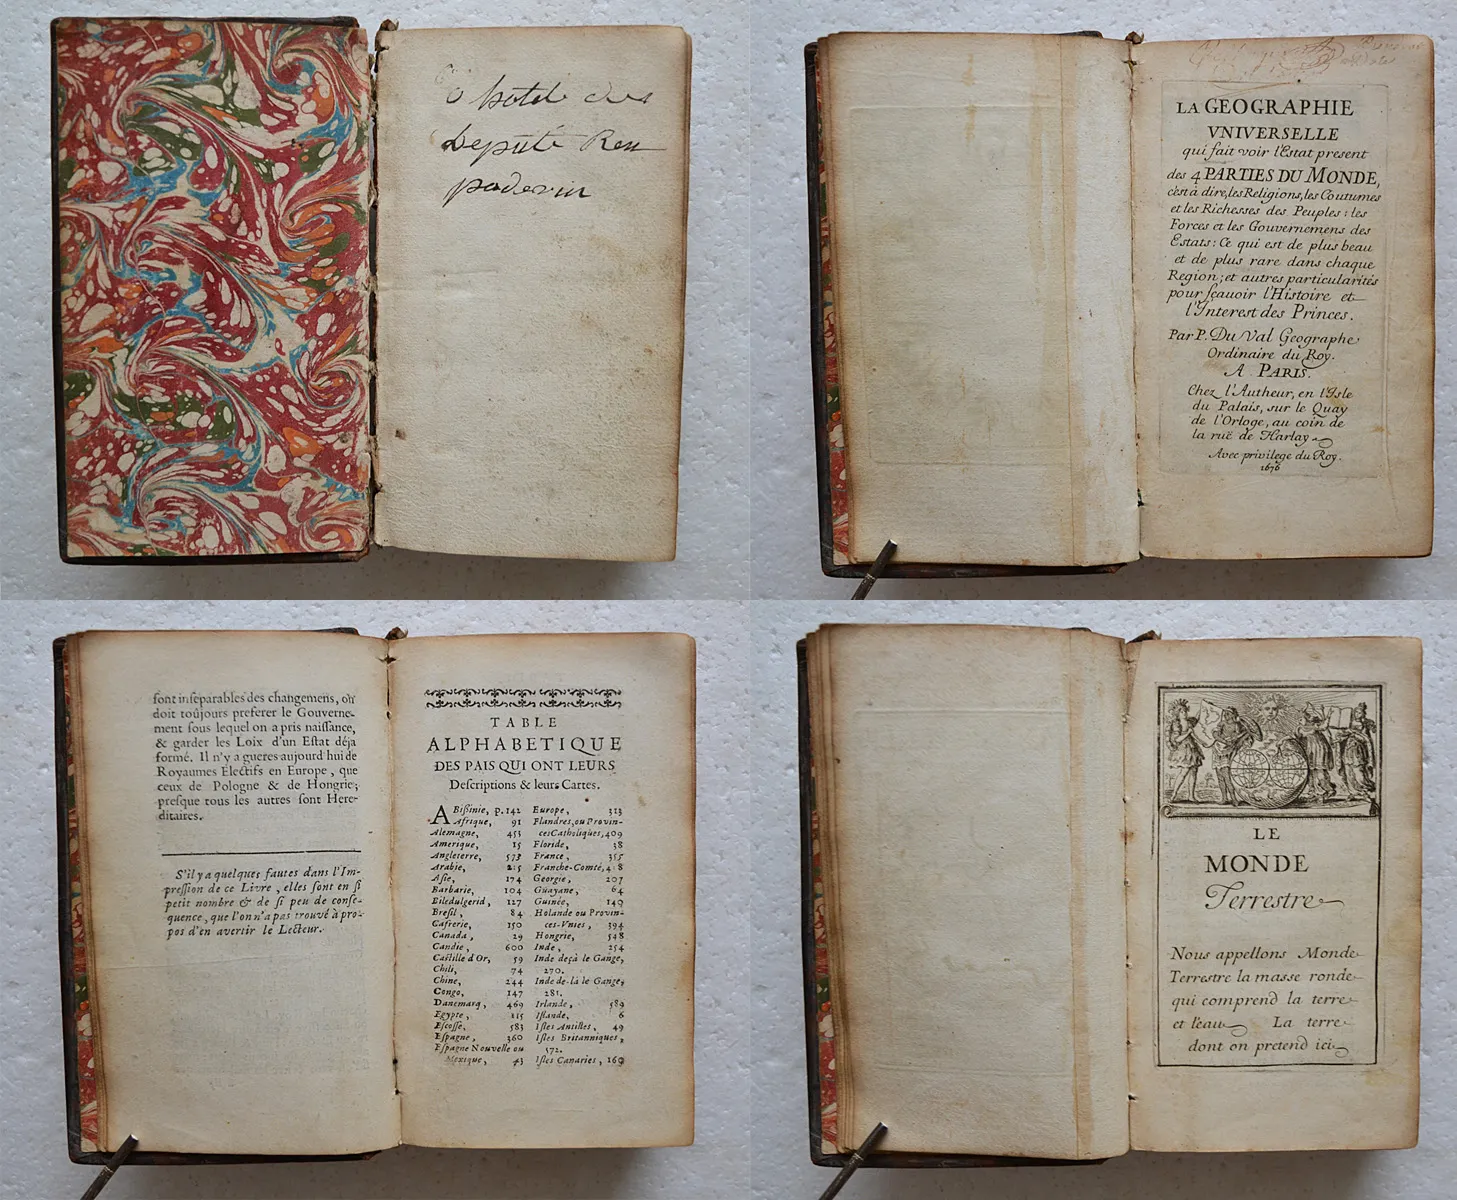 hotel des
député Ren
paderin
LA GEOGRAPHIE
VNIVERSELLE
qui fait voir l'Estat present
des 4 PARTIES DU MONDE,
c'est à dire, les Religions, les Coutumes
et les Richesses des Peuples : les
Forces et les Gouvernemens des
Estats : Ce qui est de plus beau
et de plus rare dans chaque
Region ; et autres particularités
pour sçauoir l'Histoire et
l'Interest des Princes.
Par P. Du Val Geographe
Ordinaire du Roy.
A PARIS.
Chez l'Autheur, en l'Isle
du Palais, sur le Quay
de l'Orloge, au coin de
la ruë de Harlay
Avec privilege du Roy.
1676
sont inseparables des changemens, on
doit toûjours preferer le Gouverne-
ment sous lequel on a pris naissance,
& garder les Loix d'un Estat déja
formé. Il n'y a gueres aujourd'hui de
Royaumes Electifs en Europe, que
ceux de Pologne & de Hongrie;
presque tous les autres sont Here-
ditaires.
S'il y a quelques fautes dans l'Im-
pression de ce Livre, elles sont en si
petit nombre & de si peu de conse-
quence, que l'on n'a pas trouvé à pro-
pos d'en avertir le Lecteur.
TABLE
ALPHABETIQUE
DES PAIS QUI ONT LEURS
Descriptions & leurs Cartes.
ABissinie, p. 142
Afrique, 91
Alemagne, 453
Amerique, 15
Angleterre, 573
Arabie, 215
Asie, 174
Barbarie, 104
Biledulgerid, 127
Bresil, 84
Cafrerie, 150
Canada, 29
Candie, 600
Castille d'Or, 59
Chili, 74
Chine, 244
Congo, 147
Danemarq, 469
Egypte, 115
Escosse, 583
Espagne, 360
Espagne Nouvelle ou
Mexique, 43
Europe, 313
Flandres, ou Provin-
ces Catholiques, 409
Floride, 38
France, 355
Franche-Comté, 428
Georgie, 207
Guayane, 64
Guinée, 140
Holande ou Provin-
ces-Vnies, 394
Hongrie, 548
Inde, 254
Inde deçà le Gange,
270.
Inde de-là le Gange,
281.
Irlande, 589
Islande, 6
Isles Antilles, 49
Isles Britanniques,
572.
Isles Canaries, 160
LE
MONDE
Terrestre
Nous appellons Monde
Terrestre la masse ronde
qui comprend la terre
et l'eau La terre
dont on pretend ici